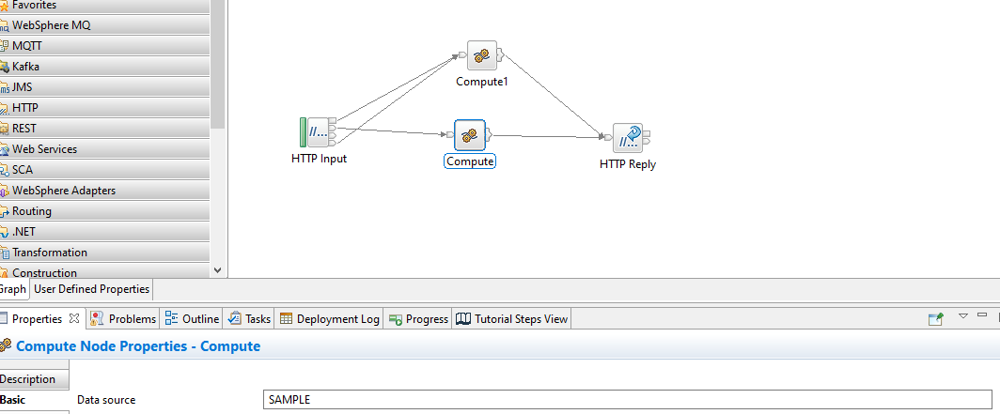 Favorites
WebSphere MQ
MQTT
Kafka
JMS
HTTP
REST
Web Services
SCA
WebSphere Adapters
Routing
.NET
Transformation
Construction
Compute1
HTTP Input
Compute
HTTP Reply
Graph User Defined Properties
Properties Problems Outline Tasks Deployment Log Progress Tutorial Steps View
Compute Node Properties - Compute
Description
Basic Data source SAMPLE